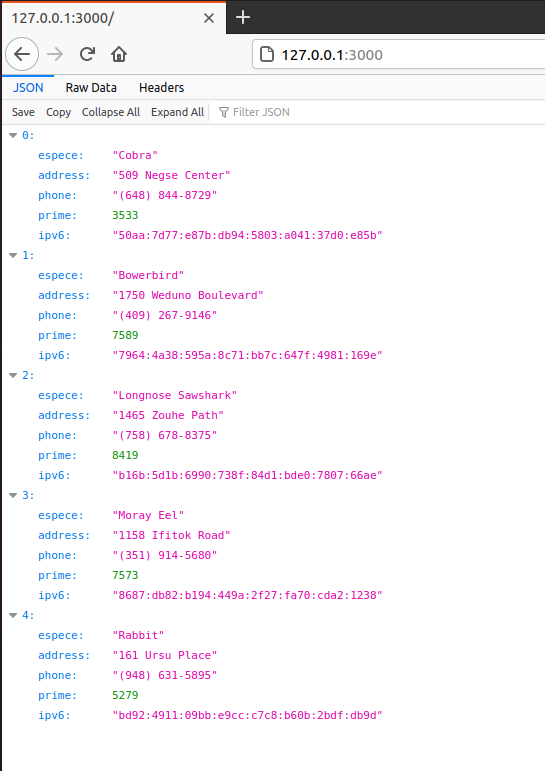 127.0.0.1:3000/
127.0.0.1:3000
JSON Raw Data Headers
Save Copy Collapse All Expand All Filter JSON
0:
espece: "Cobra"
address: "509 Negse Center"
phone: "(648) 844-8729"
prime: 3533
ipv6: "50aa:7d77:e87b:db94:5803:a041:37d0:e85b"
1:
espece: "Bowerbird"
address: "1750 Weduno Boulevard"
phone: "(409) 267-9146"
prime: 7589
ipv6: "7964:4a38:595a:8c71:bb7c:647f:4981:169e"
2:
espece: "Longnose Sawshark"
address: "1465 Zouhe Path"
phone: "(758) 678-8375"
prime: 8419
ipv6: "b16b:5d1b:6990:738f:84d1:bde0:7807:66ae"
3:
espece: "Moray Eel"
address: "1158 Ifitok Road"
phone: "(351) 914-5680"
prime: 7573
ipv6: "8687:db82:b194:449a:2f27:fa70:cda2:1238"
4:
espece: "Rabbit"
address: "161 Ursu Place"
phone: "(948) 631-5895"
prime: 5279
ipv6: "bd92:4911:09bb:e9cc:c7c8:b60b:2bdf:db9d"